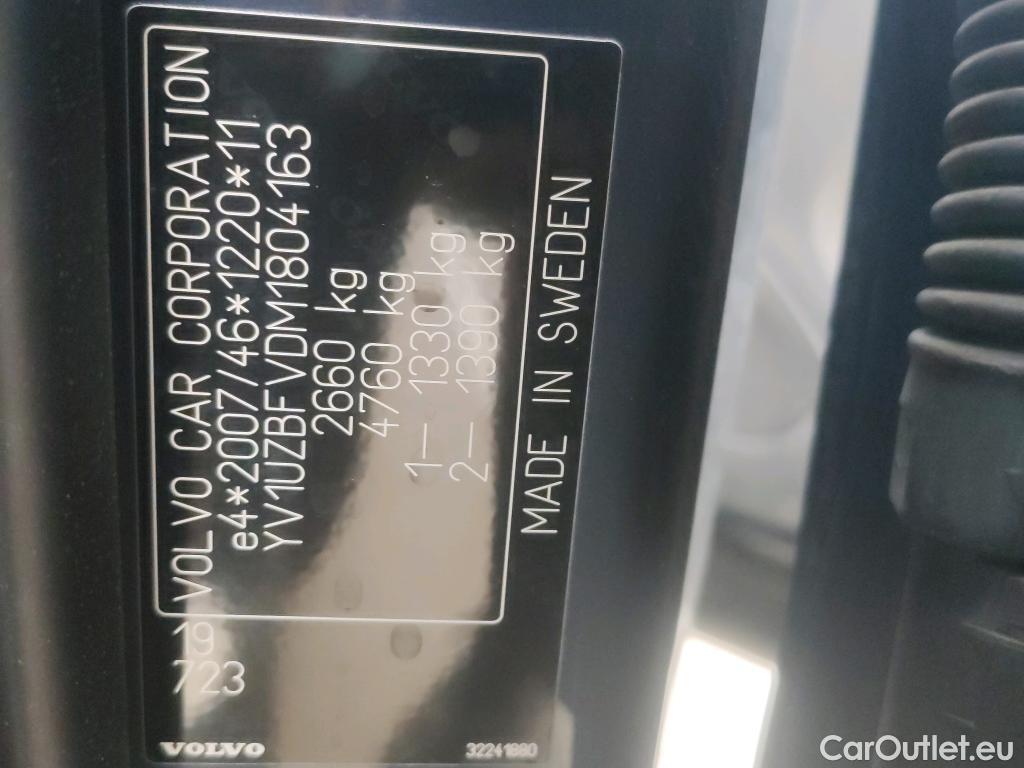 19 VOLVO CAR CORPORATION
723
e4*2007/46*1220*11
YV1UZBFVDM1804163
2660 kg
4760 kg
1— 1330 kg
2— 1390 kg
MADE IN SWEDEN
VOLVO
32241880
CarOutlet.eu